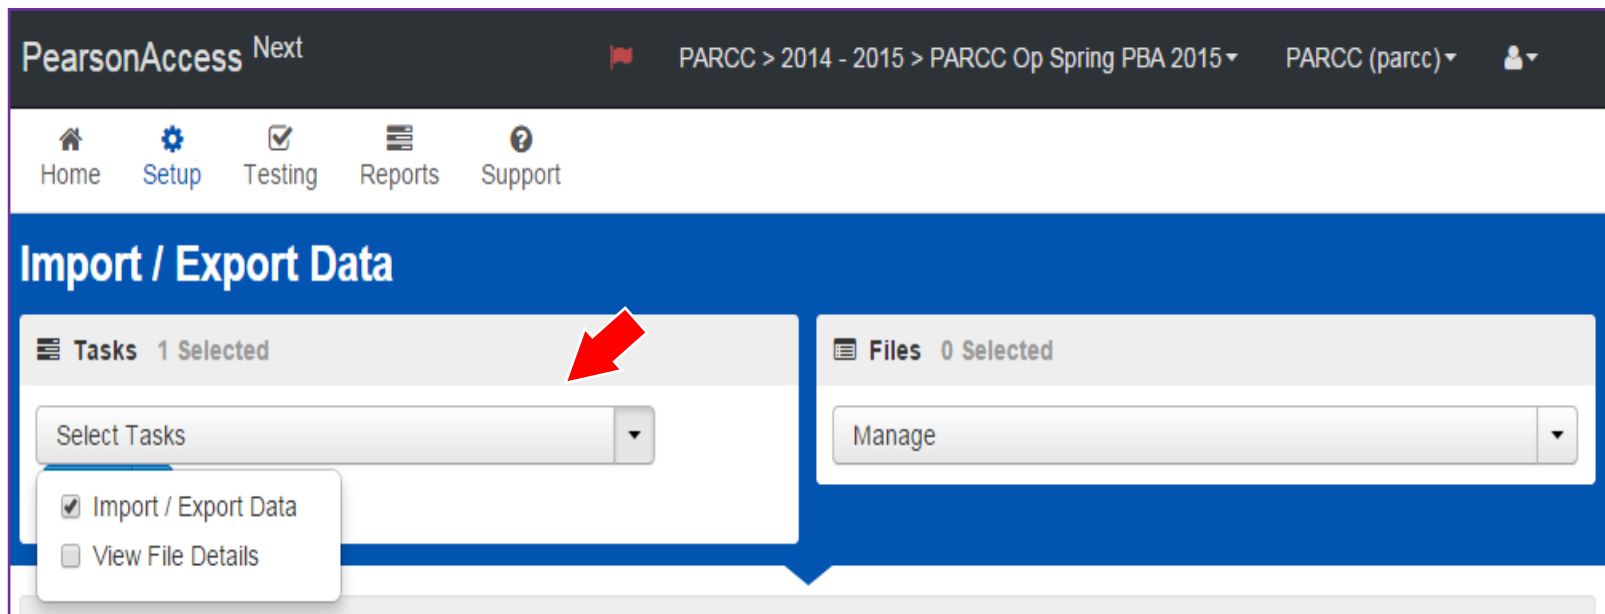 PearsonAccess Next PARCC > 2014 - 2015 > PARCC Op Spring PBA 2015 PARCC (parcc)
Home Setup Testing Reports Support
Import / Export Data
Tasks 1 Selected
Select Tasks
Import / Export Data
View File Details
Files 0 Selected
Manage